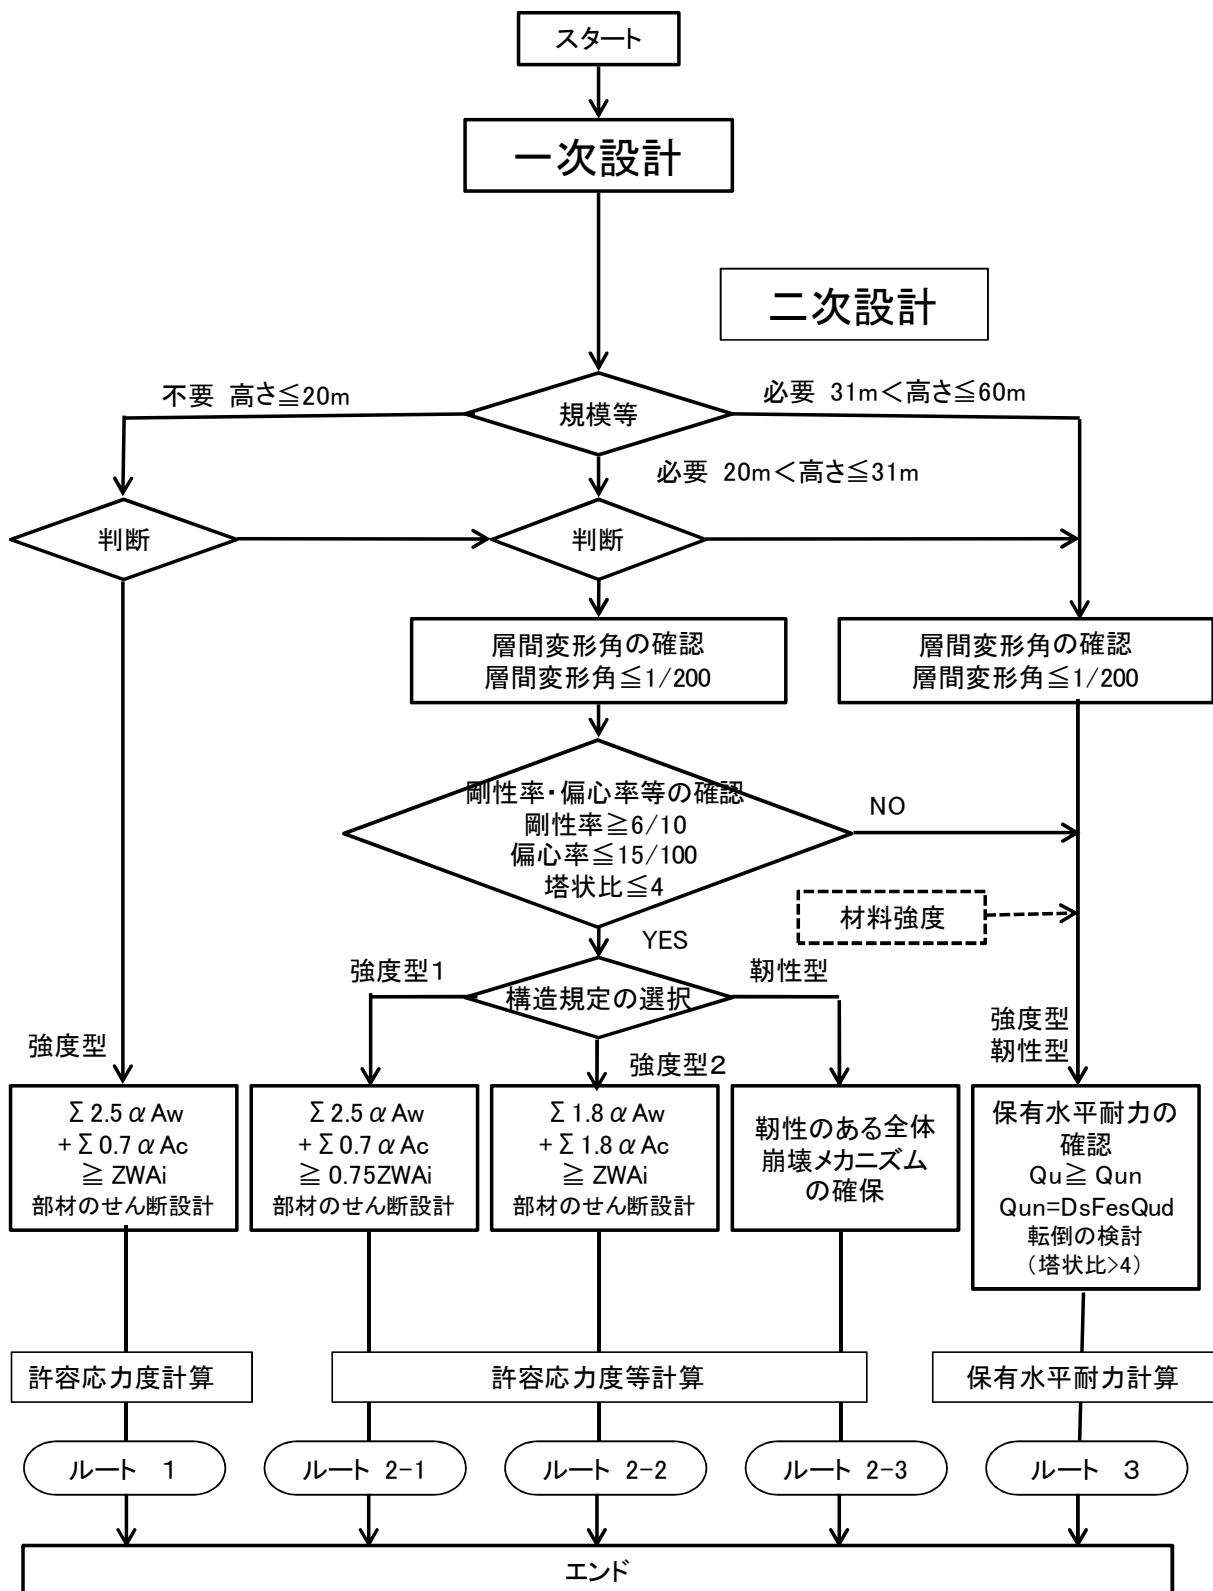 スタート
一次設計
二次設計
不要 高さ≦20m
規模等
必要 31m＜高さ≦60m
必要 20m＜高さ≦31m
判断
判断
層間変形角の確認
層間変形角≦1/200
層間変形角の確認
層間変形角≦1/200
剛性率・偏心率等の確認
剛性率≧6/10
偏心率≦15/100
塔状比≦4
NO
材料強度
YES
強度型1
構造規定の選択
靭性型
強度型2
強度型
強度型
靭性型
Σ2.5αAw
+Σ0.7αAc
≧ZWAi
部材のせん断設計
Σ2.5αAw
+Σ0.7αAc
≧0.75ZWAi
部材のせん断設計
Σ1.8αAw
+Σ1.8αAc
≧ZWAi
部材のせん断設計
靭性のある全体
崩壊メカニズム
の確保
保有水平耐力の
確認
Qu≧Qun
Qun=DsFesQud
転倒の検討
（塔状比>4）
許容応力度計算
許容応力度等計算
保有水平耐力計算
ルート 1
ルート 2-1
ルート 2-2
ルート 2-3
ルート 3
エンド